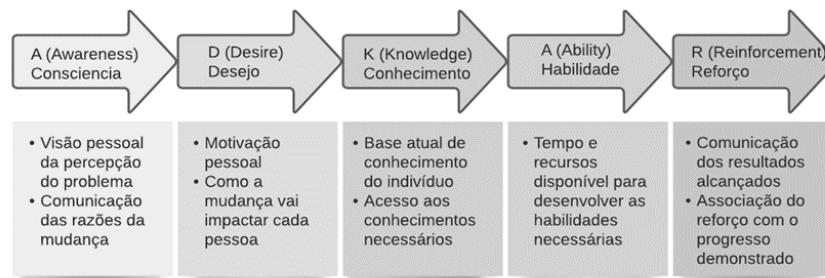 A (Awareness)
Consciencia
D (Desire)
Desejo
K (Knowledge)
Conhecimento
A (Ability)
Habilidade
R (Reinforcement)
Reforço
• Visão pessoal
da percepção
do problema
• Comunicação
das razões da
mudança
• Motivação
pessoal
• Como a
mudança vai
impactar cada
pessoa
• Base atual de
conhecimento
do indivíduo
• Acesso aos
conhecimentos
necessários
• Tempo e
recursos
disponível para
desenvolver as
habilidades
necessárias
• Comunicação
dos resultados
alcançados
• Associação do
reforço com o
progresso
demonstrado